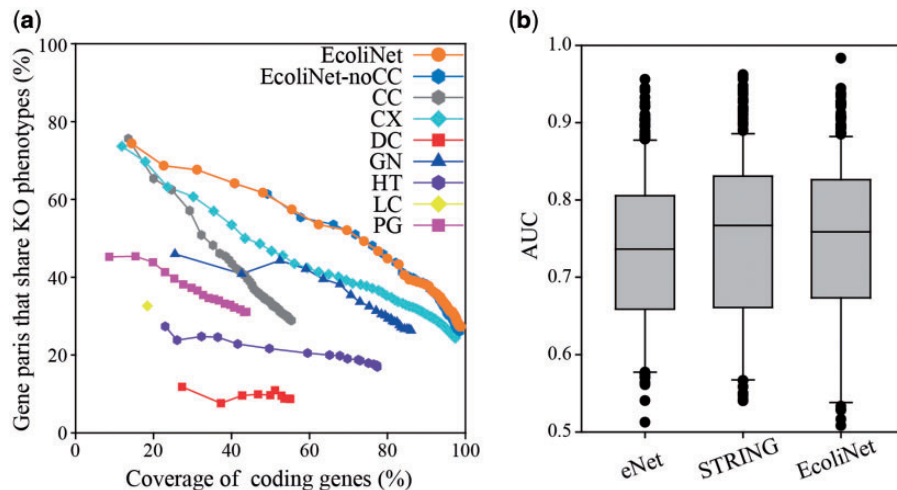 (a)
Gene paris that share KO phenotypes (%)
100
80
60
40
20
0
0 20 40 60 80 100
Coverage of coding genes (%)
EcoliNet
EcoliNet-noCC
CC
CX
DC
GN
HT
LC
PG
(b)
AUC
1.0
0.9
0.8
0.7
0.6
0.5
eNet STRING EcoliNet